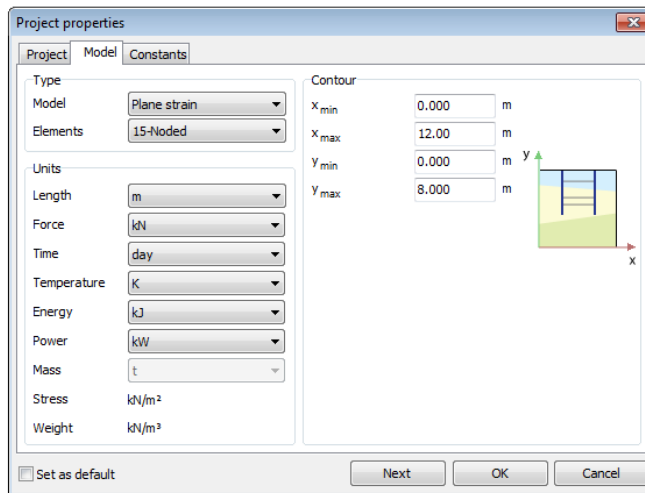 Project properties
Project Model Constants
Type
Model Plane strain
Elements 15-Noded
Units
Length m
Force kN
Time day
Temperature K
Energy kJ
Power kW
Mass t
Stress kN/m²
Weight kN/m³
Contour
x min 0.000 m
x max 12.00 m
y min 0.000 m
y max 8.000 m
y
x
Set as default Next OK Cancel